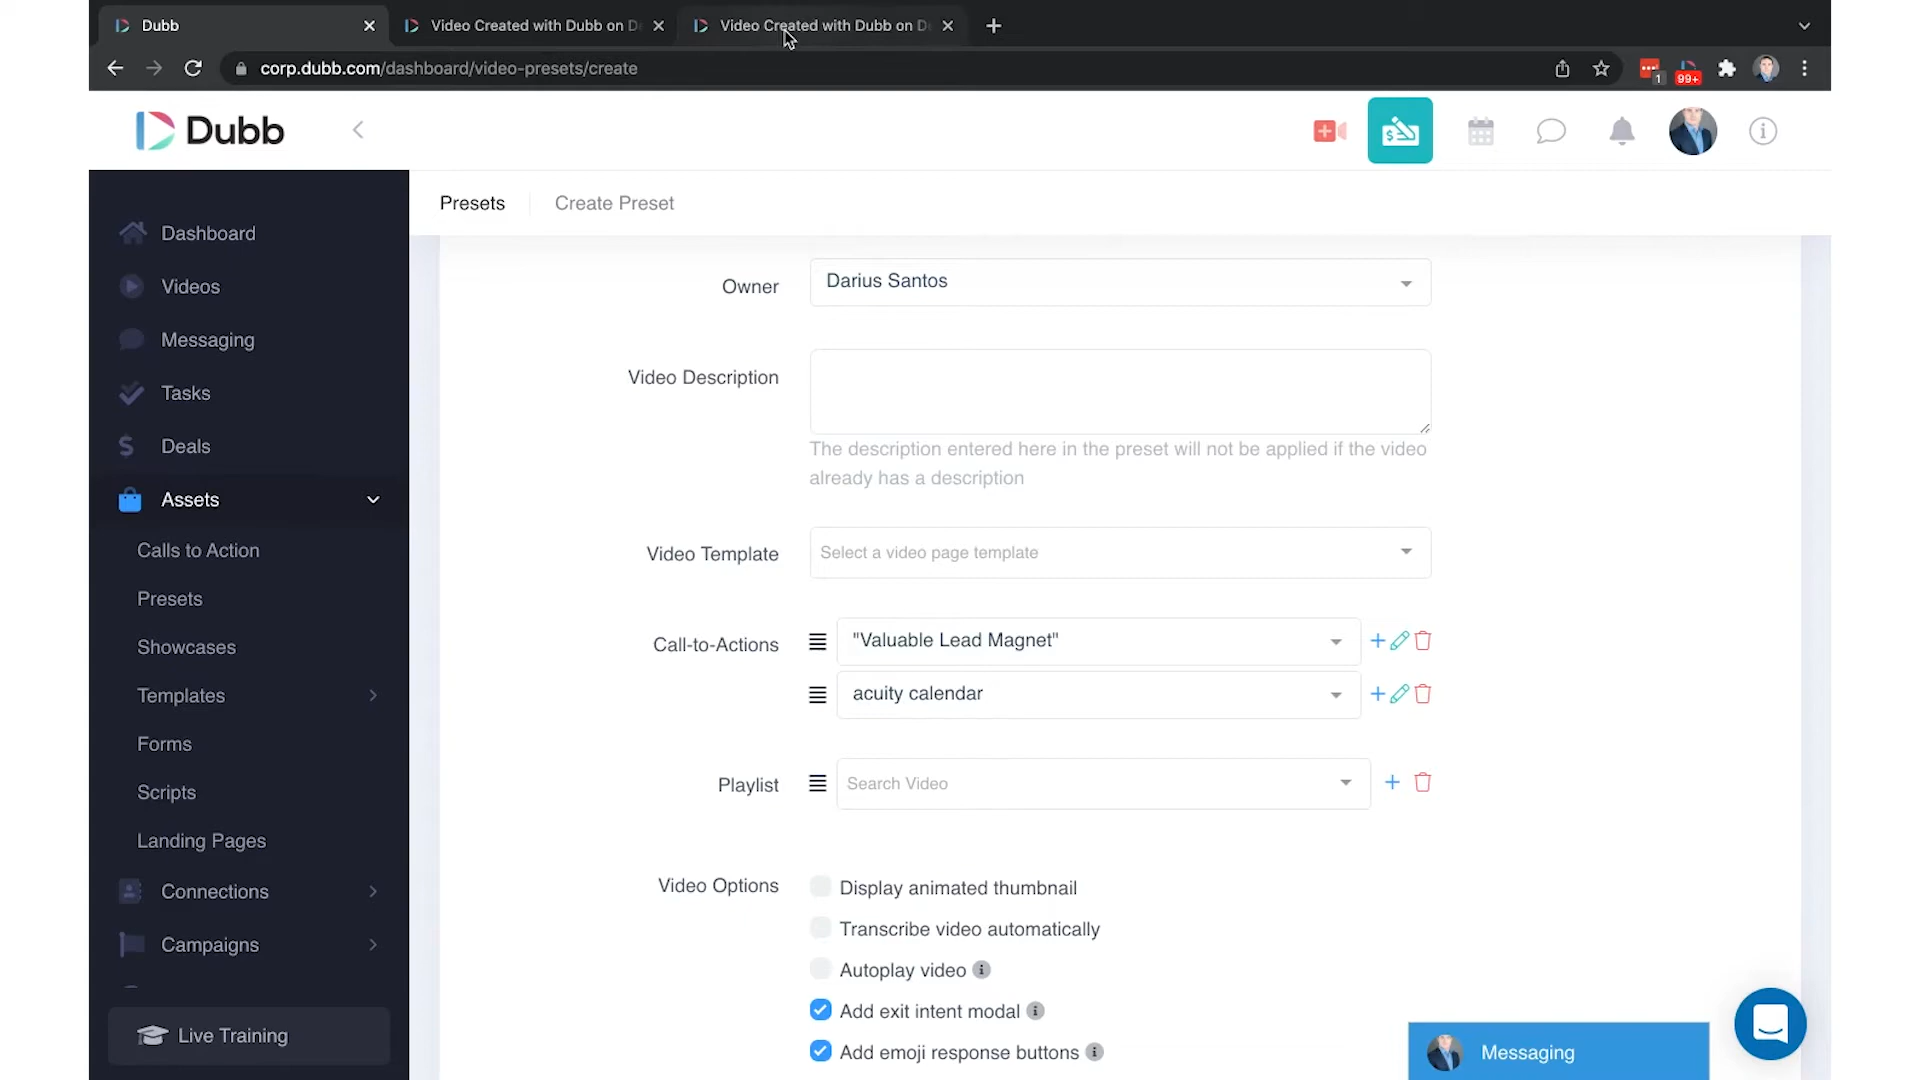 Dubb
Video Created with Dubb on D
Video Created with Dubb on D
corp.dubb.com/dashboard/video-presets/create
1
99+
Dubb
Presets
Create Preset
Dashboard
Videos
Messaging
Tasks
Deals
Assets
Calls to Action
Presets
Showcases
Templates
Forms
Scripts
Landing Pages
Connections
Campaigns
Live Training
Owner
Darius Santos
Video Description
The description entered here in the preset will not be applied if the video
already has a description
Video Template
Select a video page template
Call-to-Actions
"Valuable Lead Magnet"
acuity calendar
Playlist
Search Video
Video Options
Display animated thumbnail
Transcribe video automatically
Autoplay video
Add exit intent modal
Add emoji response buttons
Messaging